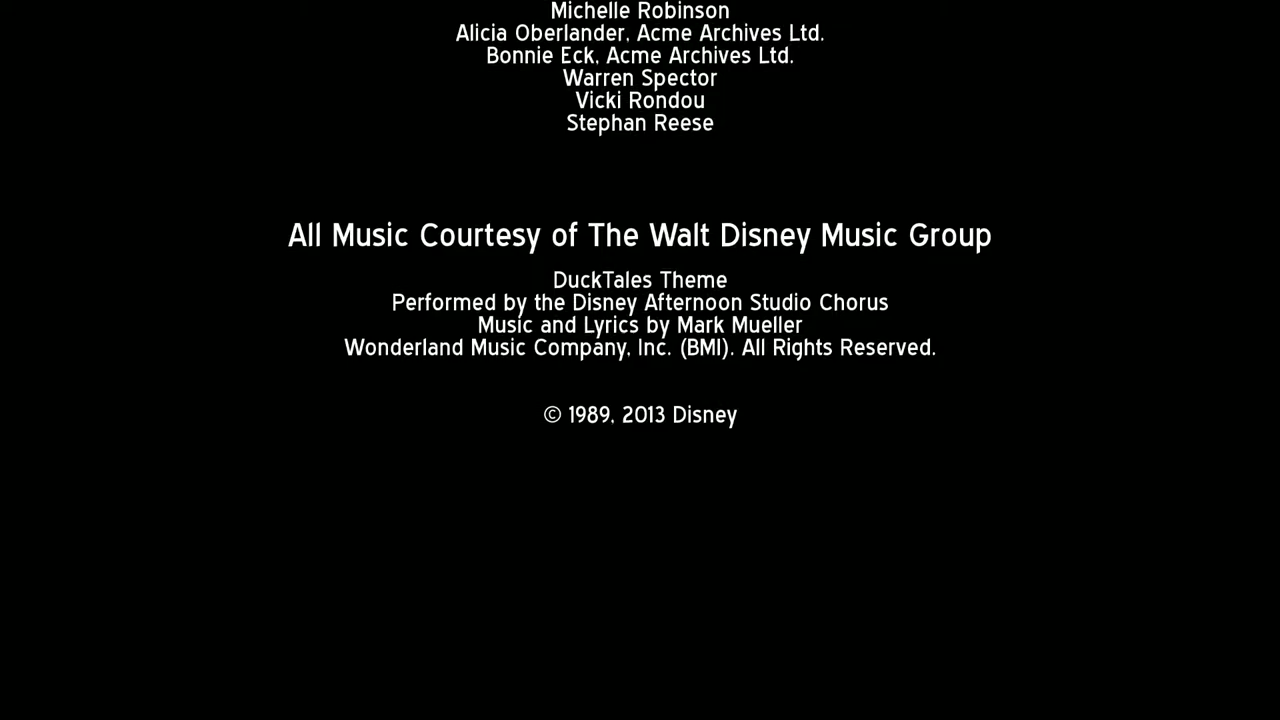 Michelle Robinson
Alicia Oberlander, Acme Archives Ltd.
Bonnie Eck, Acme Archives Ltd.
Warren Spector
Vicki Rondou
Stephan Reese
All Music Courtesy of The Walt Disney Music Group
DuckTales Theme
Performed by the Disney Afternoon Studio Chorus
Music and Lyrics by Mark Mueller
Wonderland Music Company, Inc. (BMI). All Rights Reserved.
© 1989, 2013 Disney